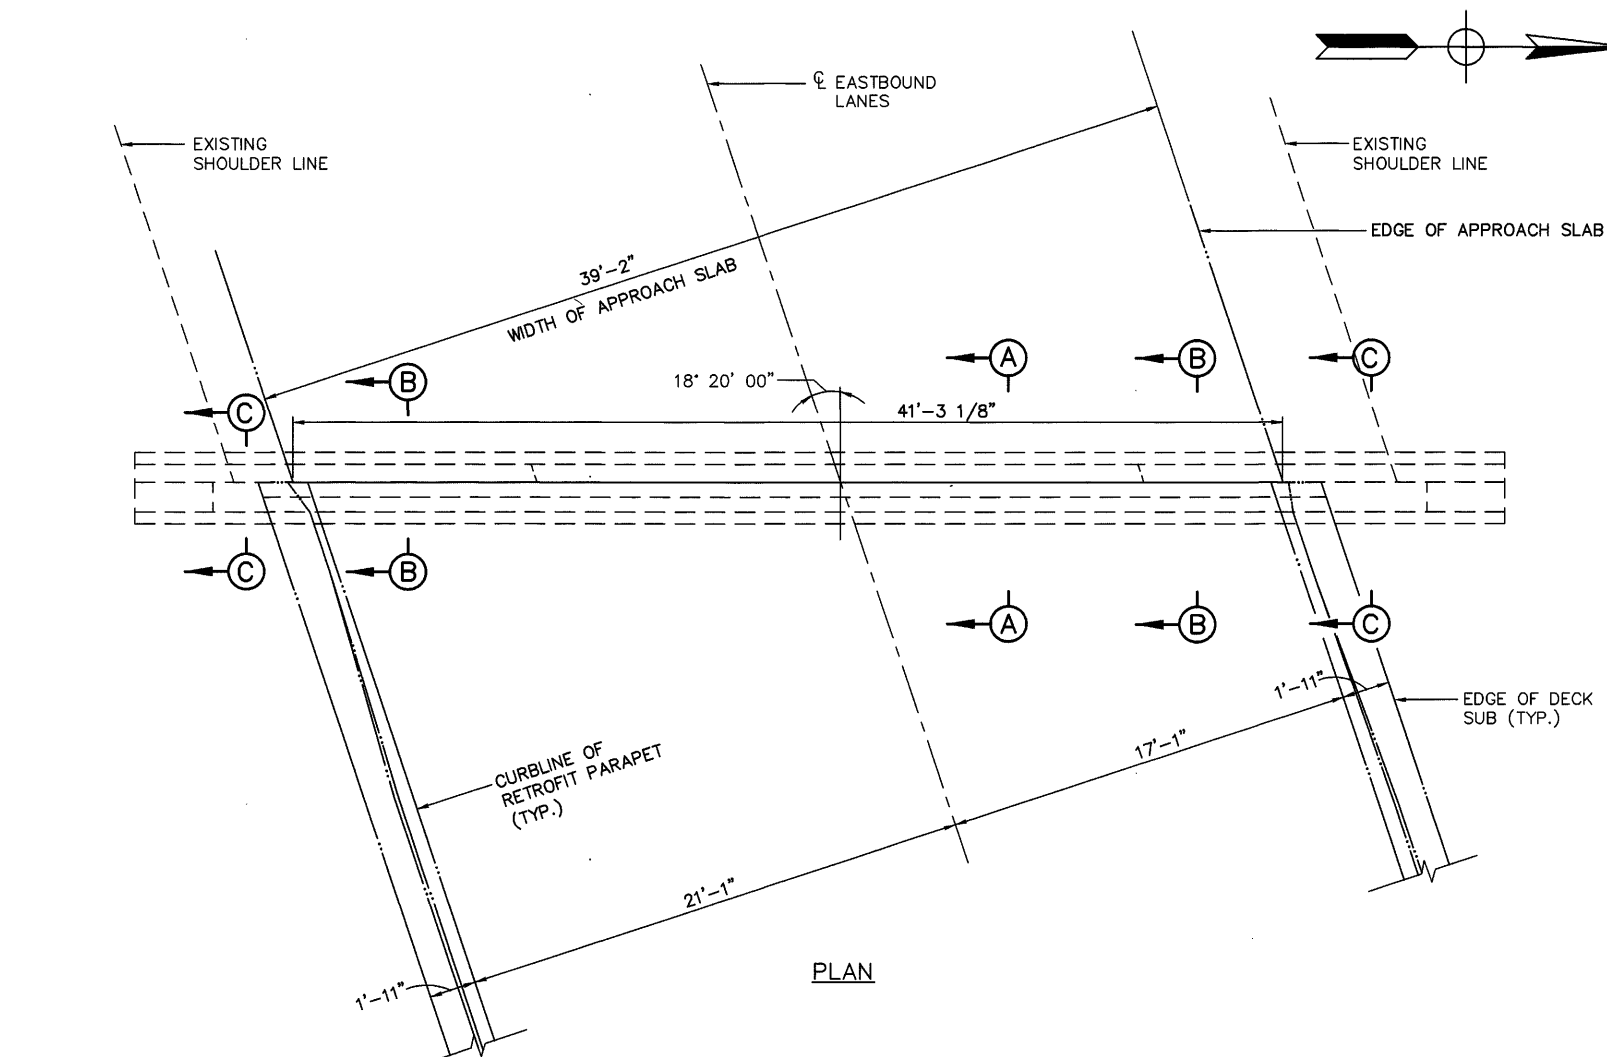 ℄ EASTBOUND
LANES
EXISTING
SHOULDER LINE
EXISTING
SHOULDER LINE
EDGE OF APPROACH SLAB
39'-2"
WIDTH OF APPROACH SLAB
A
B
C
18° 20' 00"
B
C
41'-3 1/8"
C
B
A
B
C
1'-11"
EDGE OF DECK
SUB (TYP.)
17'-1"
CURBLINE OF
RETROFIT PARAPET
(TYP.)
21'-1"
1'-11"
PLAN